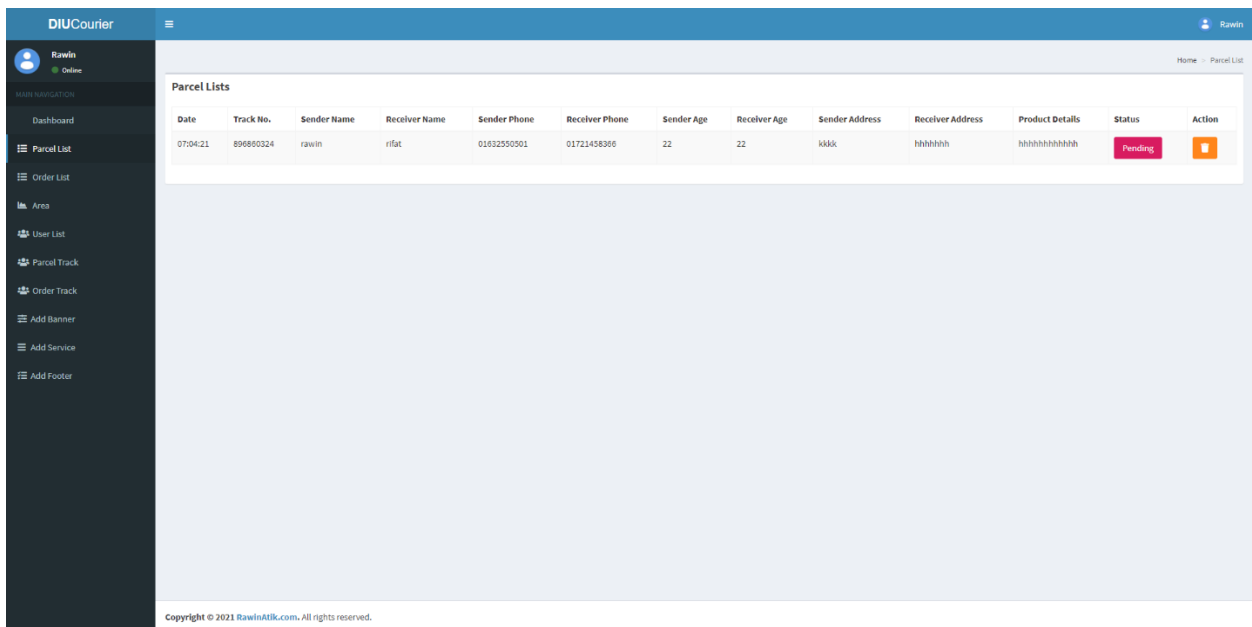 DIUCourier
Rawin
Rawin
Online
Home > Parcel List
MAIN NAVIGATION
Dashboard
Parcel List
Order List
Area
User List
Parcel Track
Order Track
Add Banner
Add Service
Add Footer
Parcel Lists
Date Track No. Sender Name Receiver Name Sender Phone Receiver Phone Sender Age Receiver Age Sender Address Receiver Address Product Details Status Action
07:04:21 896860324 rawin rifat 01632550501 01721458366 22 22 kkkk hhhhhhh hhhhhhhhhhhh Pending
Copyright © 2021 RawinAtik.com. All rights reserved.